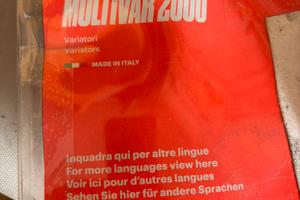 MULTIVAR 2000
Variatori
Variators
MADE IN ITALY
Inquadra qui per altre lingue
For more languages view here
Voir ici pour d'autres langues
Sehen Sie hier für andere Sprachen